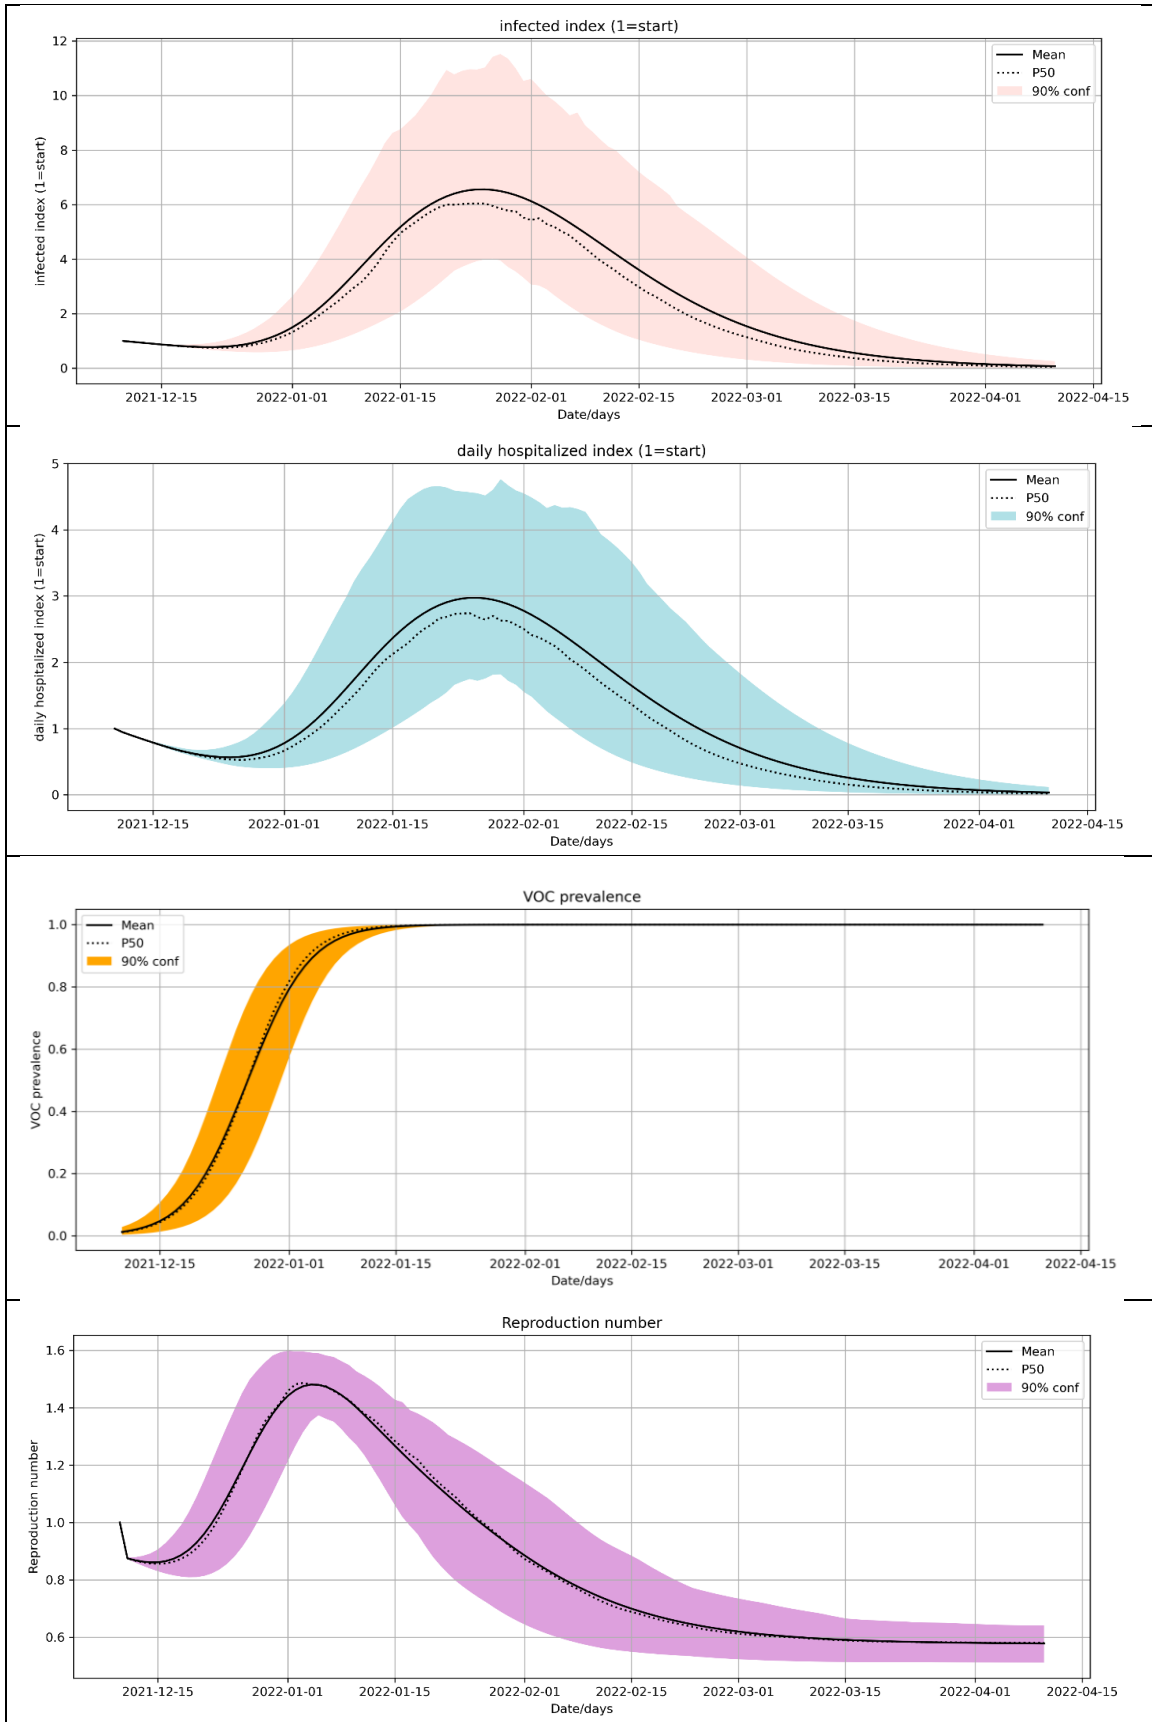 infected index (1=start)
12
10
8
6
4
2
0
infected index (1=start)
Mean
P50
90% conf
2021-12-15 2022-01-01 2022-01-15 2022-02-01 2022-02-15 2022-03-01 2022-03-15 2022-04-01 2022-04-15
Date/days
daily hospitalized index (1=start)
5
4
3
2
1
0
daily hospitalized index (1=start)
Mean
P50
90% conf
2021-12-15 2022-01-01 2022-01-15 2022-02-01 2022-02-15 2022-03-01 2022-03-15 2022-04-01 2022-04-15
Date/days
VOC prevalence
1.0
0.8
0.6
0.4
0.2
0.0
VOC prevalence
Mean
P50
90% conf
2021-12-15 2022-01-01 2022-01-15 2022-02-01 2022-02-15 2022-03-01 2022-03-15 2022-04-01 2022-04-15
Date/days
Reproduction number
1.6
1.4
1.2
1.0
0.8
0.6
Reproduction number
Mean
P50
90% conf
2021-12-15 2022-01-01 2022-01-15 2022-02-01 2022-02-15 2022-03-01 2022-03-15 2022-04-01 2022-04-15
Date/days